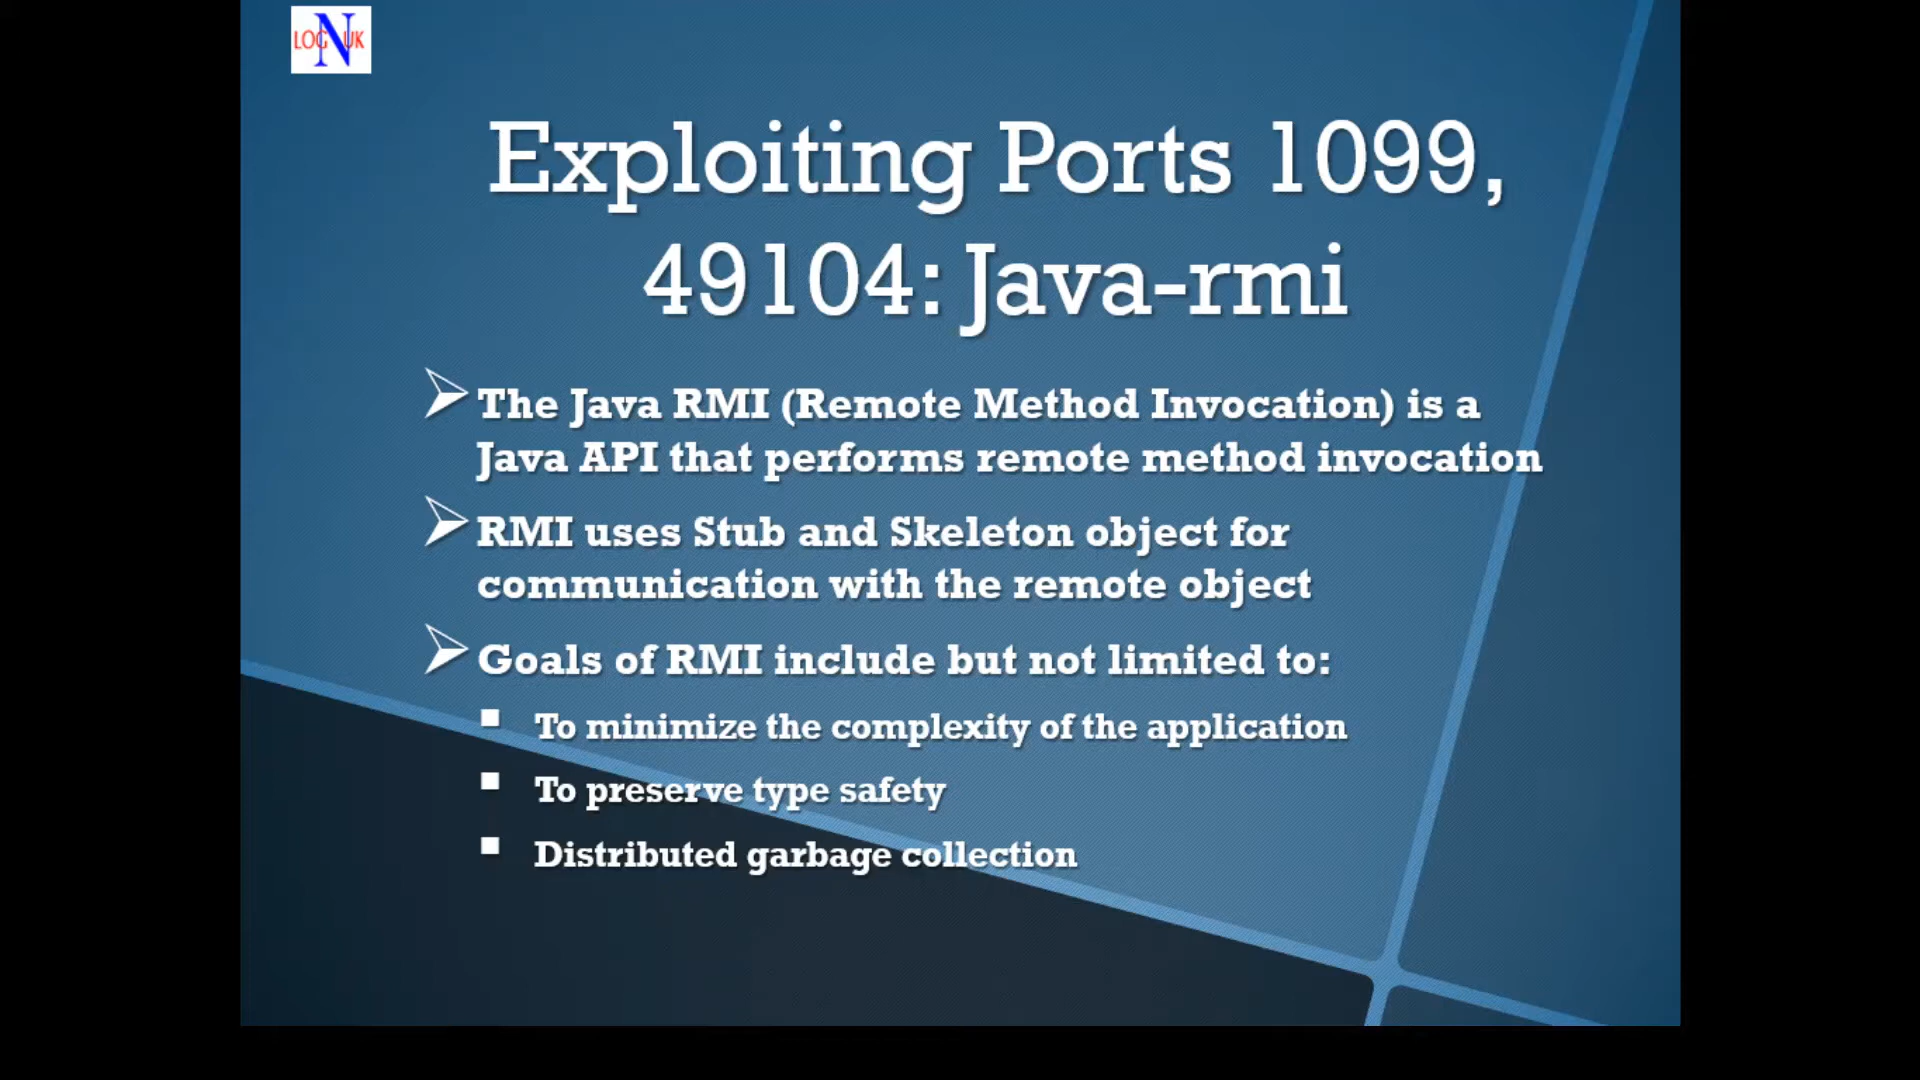 LOG N UK
Exploiting Ports 1099,
49104: Java-rmi
The Java RMI (Remote Method Invocation) is a
Java API that performs remote method invocation
RMI uses Stub and Skeleton object for
communication with the remote object
Goals of RMI include but not limited to:
To minimize the complexity of the application
To preserve type safety
Distributed garbage collection